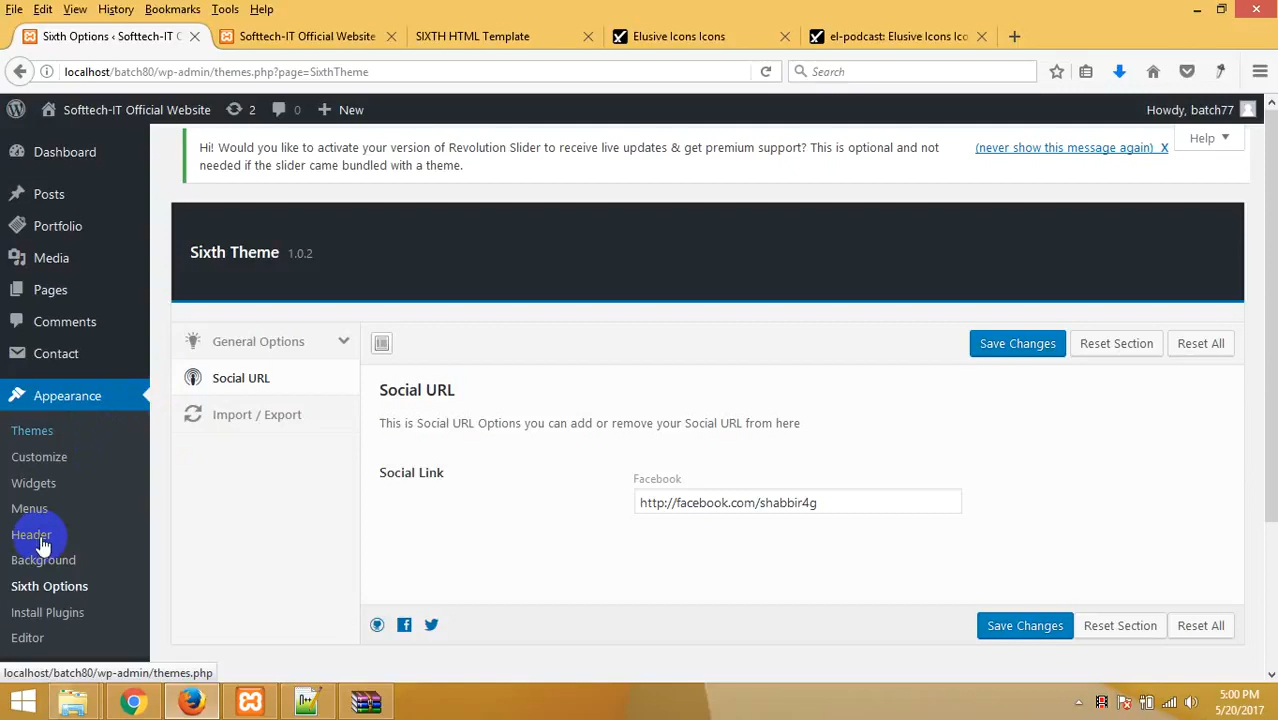 File Edit View History Bookmarks Tools Help
Sixth Options ‹ Softtech-IT O
Softtech-IT Official Website
SIXTH HTML Template
Elusive Icons Icons
el-podcast: Elusive Icons Ico
localhost/batch80/wp-admin/themes.php?page=SixthTheme
Search
Softtech-IT Official Website 2 0 New
Howdy, batch77
Hi! Would you like to activate your version of Revolution Slider to receive live updates & get premium support? This is optional and not
needed if the slider came bundled with a theme.
(never show this message again) X
Help
Dashboard
Posts
Portfolio
Media
Pages
Comments
Contact
Appearance
Themes
Customize
Widgets
Menus
Header
Background
Sixth Options
Install Plugins
Editor
Sixth Theme 1.0.2
General Options
Social URL
Import / Export
Save Changes Reset Section Reset All
Social URL
This is Social URL Options you can add or remove your Social URL from here
Social Link
Facebook
http://facebook.com/shabbir4g
Save Changes Reset Section Reset All
localhost/batch80/wp-admin/themes.php
5:00 PM
5/20/2017